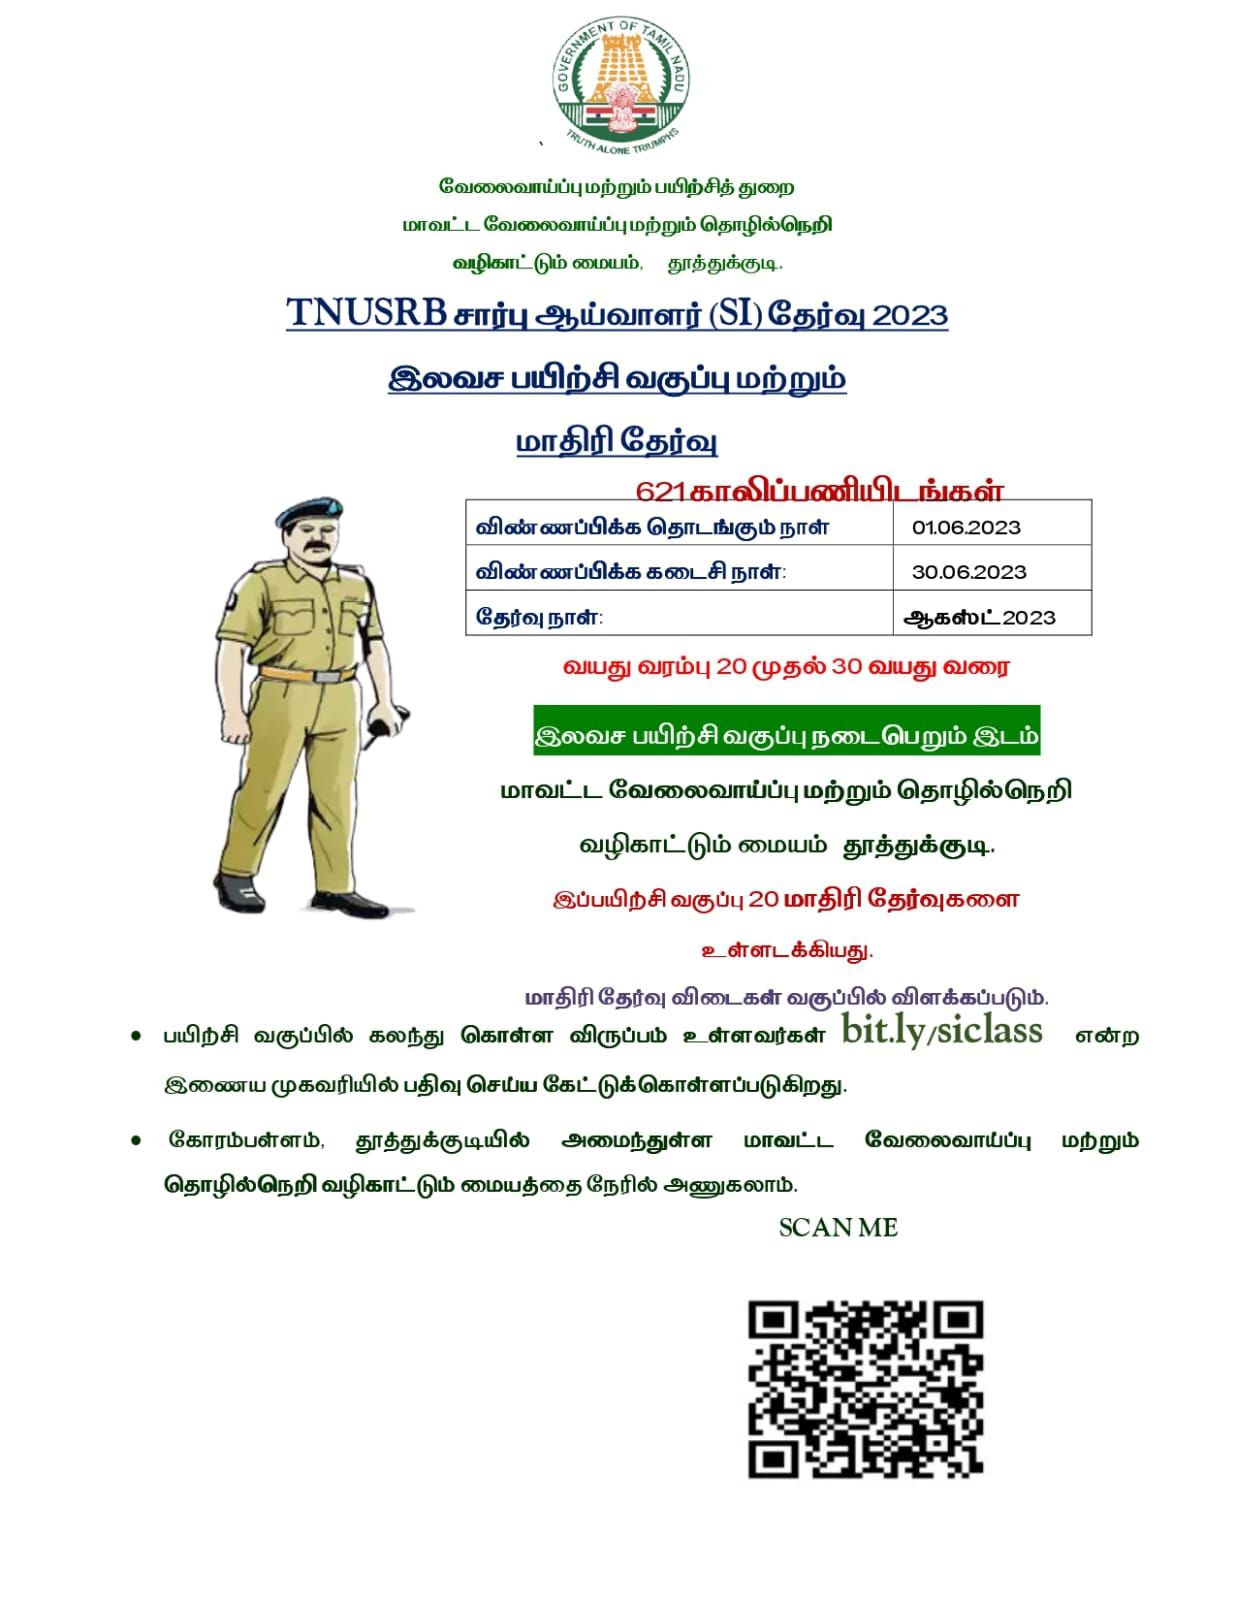 GOVERNMENT OF TAMIL NADU
TRUTH ALONE TRIUMPHS
வேலைவாய்ப்பு மற்றும் பயிற்சித் துறை
மாவட்ட வேலைவாய்ப்பு மற்றும் தொழில்நெறி
வழிகாட்டும் மையம், தூத்துக்குடி.
TNUSRB சார்பு ஆய்வாளர் (SI) தேர்வு 2023
இலவச பயிற்சி வகுப்பு மற்றும்
மாதிரி தேர்வு
621 காலிப்பணியிடங்கள்
விண்ணப்பிக்க தொடங்கும் நாள் 01.06.2023
விண்ணப்பிக்க கடைசி நாள்: 30.06.2023
தேர்வு நாள்: ஆகஸ்ட் 2023
வயது வரம்பு 20 முதல் 30 வயது வரை
இலவச பயிற்சி வகுப்பு நடைபெறும் இடம்
மாவட்ட வேலைவாய்ப்பு மற்றும் தொழில்நெறி
வழிகாட்டும் மையம் தூத்துக்குடி.
இப்பயிற்சி வகுப்பு 20 மாதிரி தேர்வுகளை
உள்ளடக்கியது.
மாதிரி தேர்வு விடைகள் வகுப்பில் விளக்கப்படும்.
• பயிற்சி வகுப்பில் கலந்து கொள்ள விருப்பம் உள்ளவர்கள் bit.ly/siclass என்ற
இணைய முகவரியில் பதிவு செய்ய கேட்டுக்கொள்ளப்படுகிறது.
• கோரம்பள்ளம், தூத்துக்குடியில் அமைந்துள்ள மாவட்ட வேலைவாய்ப்பு மற்றும்
தொழில்நெறி வழிகாட்டும் மையத்தை நேரில் அணுகலாம்.
SCAN ME